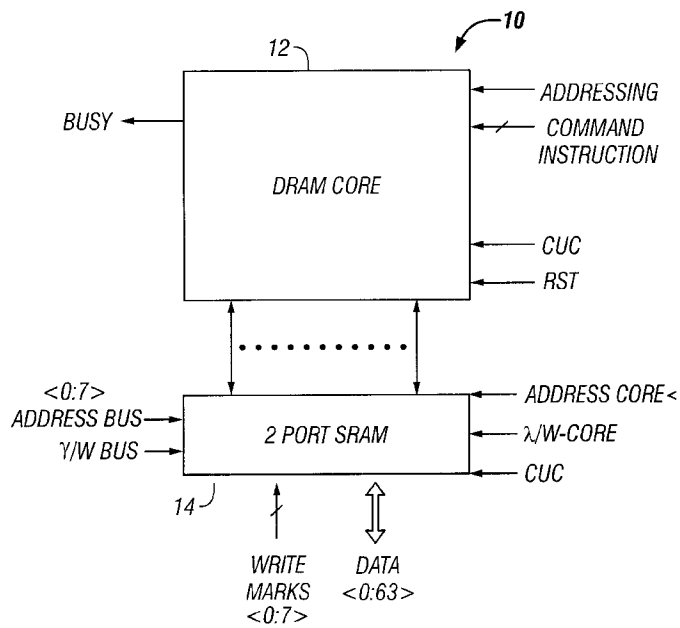 10
12
BUSY
ADDRESSING
COMMAND
INSTRUCTION
DRAM CORE
CUC
RST
<0:7>
ADDRESS BUS
γ/W BUS
2 PORT SRAM
ADDRESS CORE<
λ/W-CORE
CUC
14
WRITE
MARKS
<0:7>
DATA
<0:63>